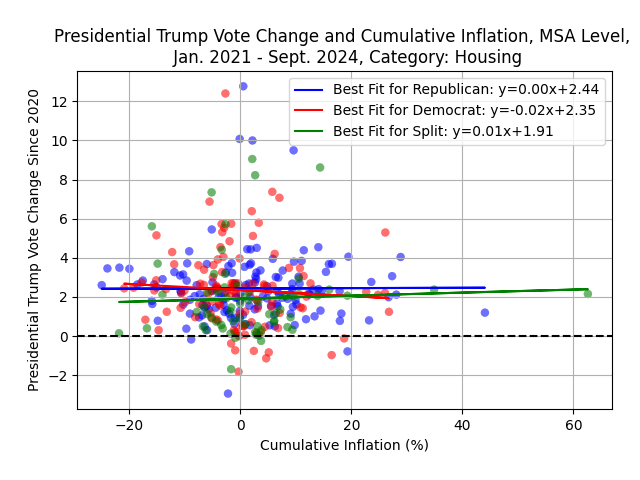 Presidential Trump Vote Change and Cumulative Inflation, MSA Level,
Jan. 2021 - Sept. 2024, Category: Housing
Best Fit for Republican: y=0.00x+2.44
Best Fit for Democrat: y=-0.02x+2.35
Best Fit for Split: y=0.01x+1.91
Presidential Trump Vote Change Since 2020
12
10
8
6
4
2
0
−2
−20
0
20
40
60
Cumulative Inflation (%)